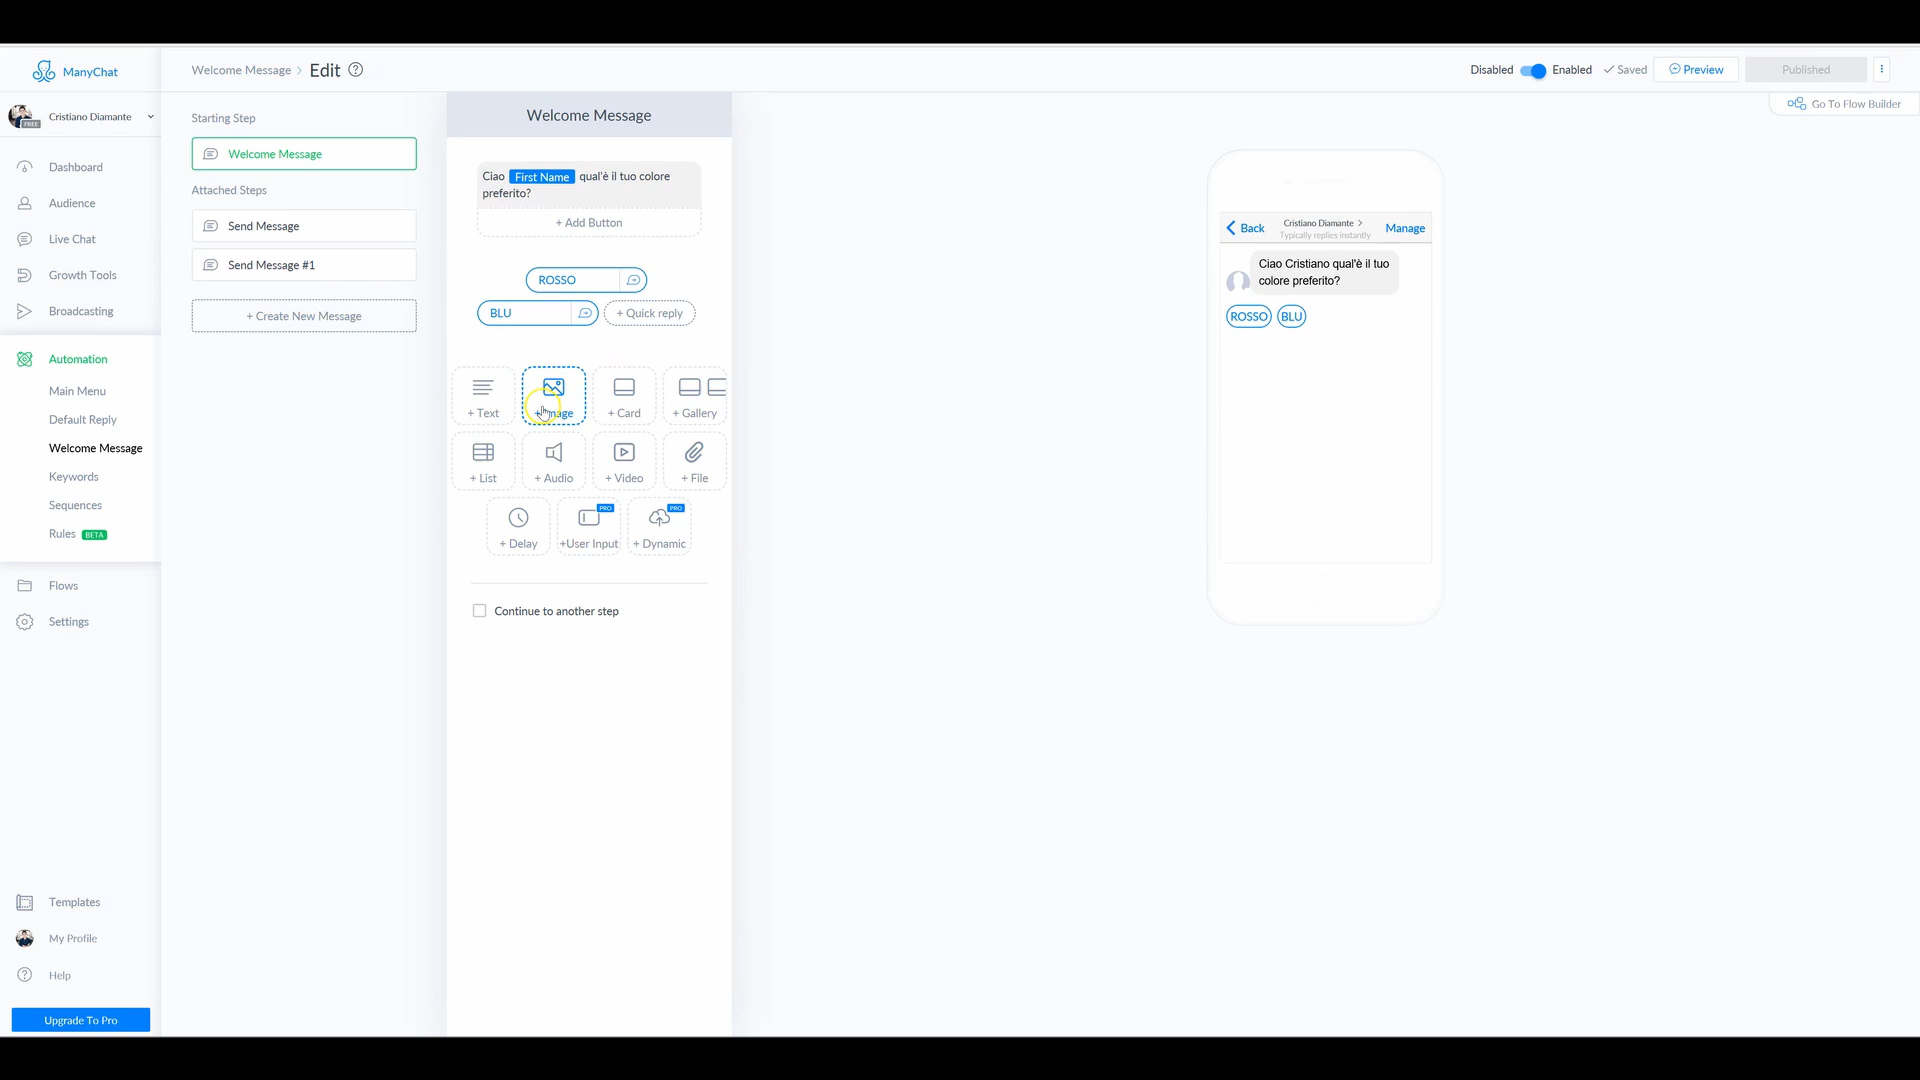 ManyChat
Welcome Message > Edit
Disabled Enabled Saved Preview Published
Go To Flow Builder
FREE
Cristiano Diamante
Dashboard
Audience
Live Chat
Growth Tools
Broadcasting
Automation
Main Menu
Default Reply
Welcome Message
Keywords
Sequences
Rules BETA
Flows
Settings
Templates
My Profile
Help
Upgrade To Pro
Starting Step
Welcome Message
Attached Steps
Send Message
Send Message #1
+ Create New Message
Welcome Message
Ciao First Name qual'è il tuo colore
preferito?
+ Add Button
ROSSO
BLU + Quick reply
+ Text + Image + Card + Gallery
+ List + Audio + Video + File
PRO PRO
+ Delay +User Input + Dynamic
Continue to another step
Back Cristiano Diamante > Manage
Typically replies instantly
Ciao Cristiano qual'è il tuo
colore preferito?
ROSSO BLU